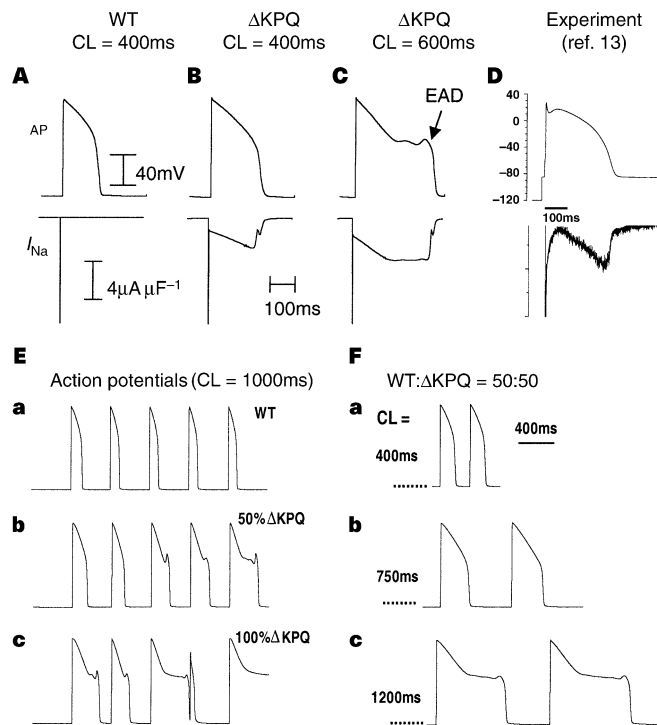 WT
CL = 400ms
ΔKPQ
CL = 400ms
ΔKPQ
CL = 600ms
Experiment
(ref. 13)
A
B
C
D
AP
40mV
EAD
40
0
−40
−80
−120
100ms
I Na
4μA μF⁻¹
100ms
E
Action potentials (CL = 1000ms)
a
WT
b
50%ΔKPQ
c
100%ΔKPQ
F
WT:ΔKPQ = 50:50
a
CL =
400ms
400ms
b
750ms
c
1200ms